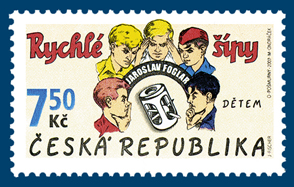 Rychlé šípy
JAROSLAV FOGLAR
7,50
Kč
DĚTEM
ČESKÁ REPUBLIKA